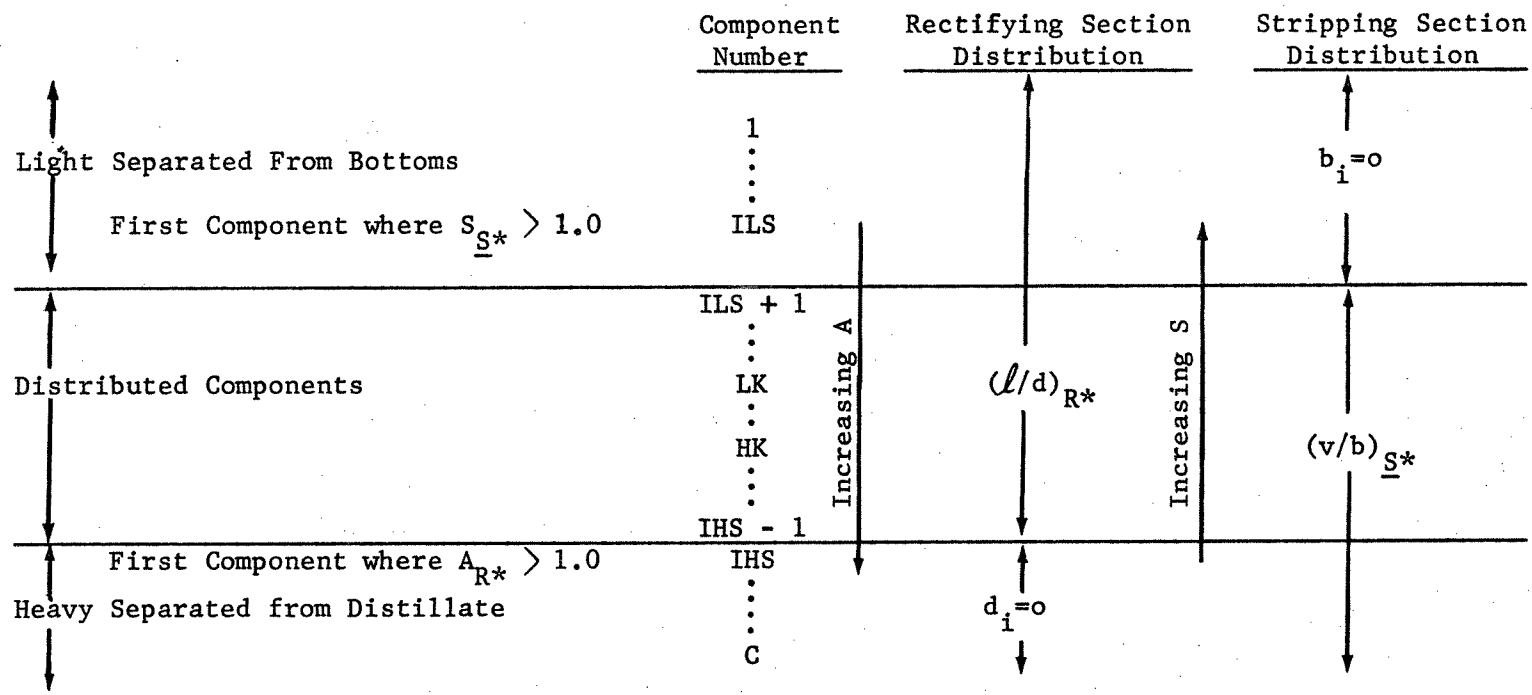 Component Rectifying Section Stripping Section
Number Distribution Distribution
1
Light Separated From Bottoms
b_i=o
First Component where S_S* > 1.0 ILS
ILS + 1
Increasing A
Increasing S
Distributed Components LK (ℓ/d)_R*
HK (v/b)_S*
IHS - 1
First Component where A_R* > 1.0 IHS
Heavy Separated from Distillate d_i=o
C